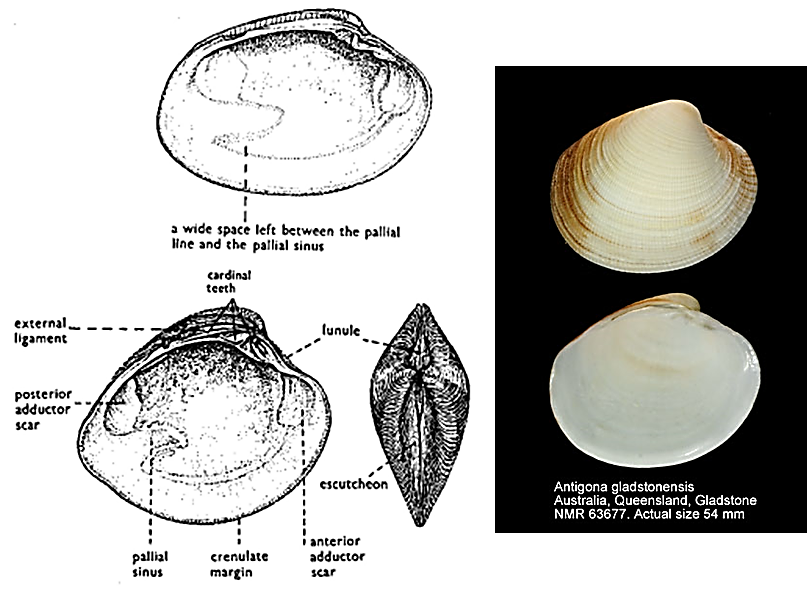 a wide space left between the pallial
line and the pallial sinus
cardinal
teeth
external
ligament
lunule
posterior
adductor
scar
escutcheon
pallial
sinus
crenulate
margin
anterior
adductor
scar
Antigona gladstonensis
Australia, Queensland, Gladstone
NMR 63677. Actual size 54 mm